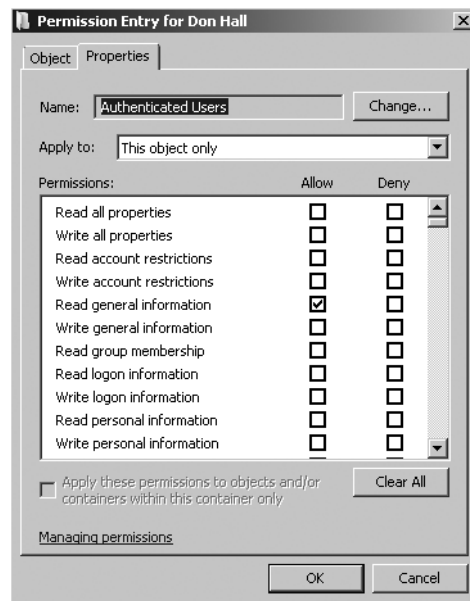 Permission Entry for Don Hall
Object Properties
Name: Authenticated Users Change...
Apply to: This object only
Permissions: Allow Deny
Read all properties
Write all properties
Read account restrictions
Write account restrictions
Read general information
Write general information
Read group membership
Read logon information
Write logon information
Read personal information
Write personal information
Apply these permissions to objects and/or
containers within this container only
Clear All
Managing permissions
OK Cancel